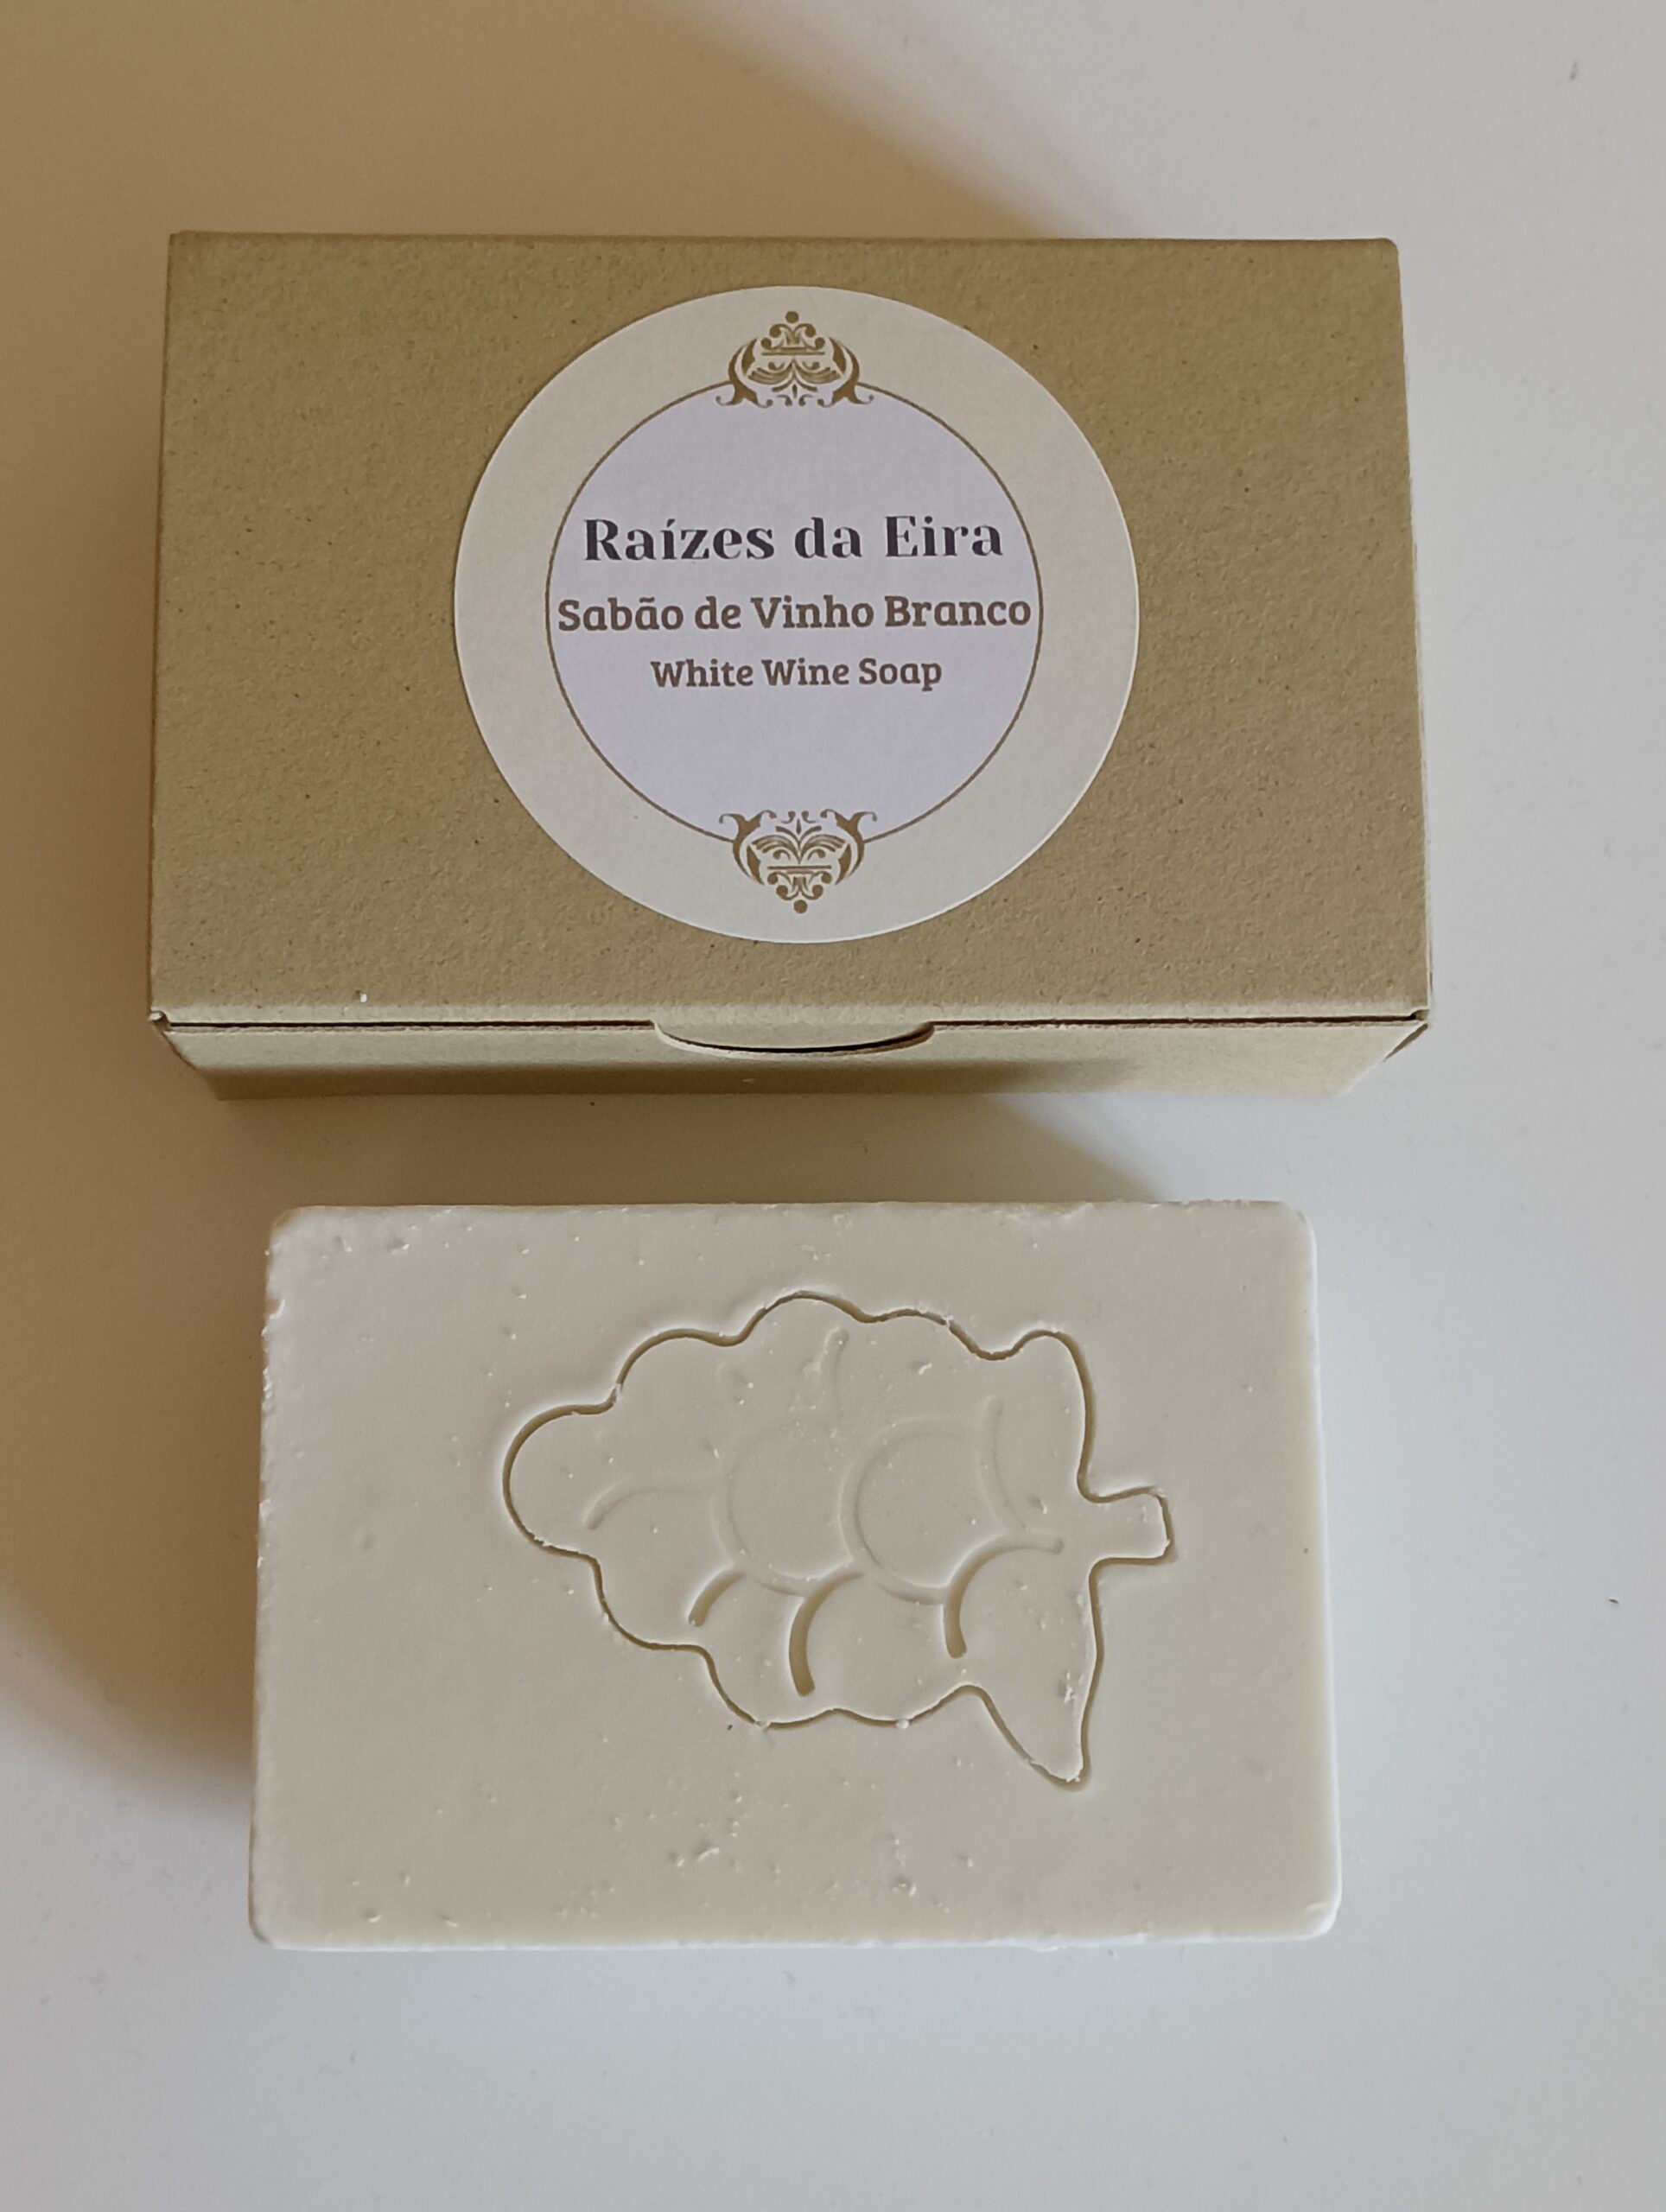 Raízes da Eira
Sabão de Vinho Branco
White Wine Soap